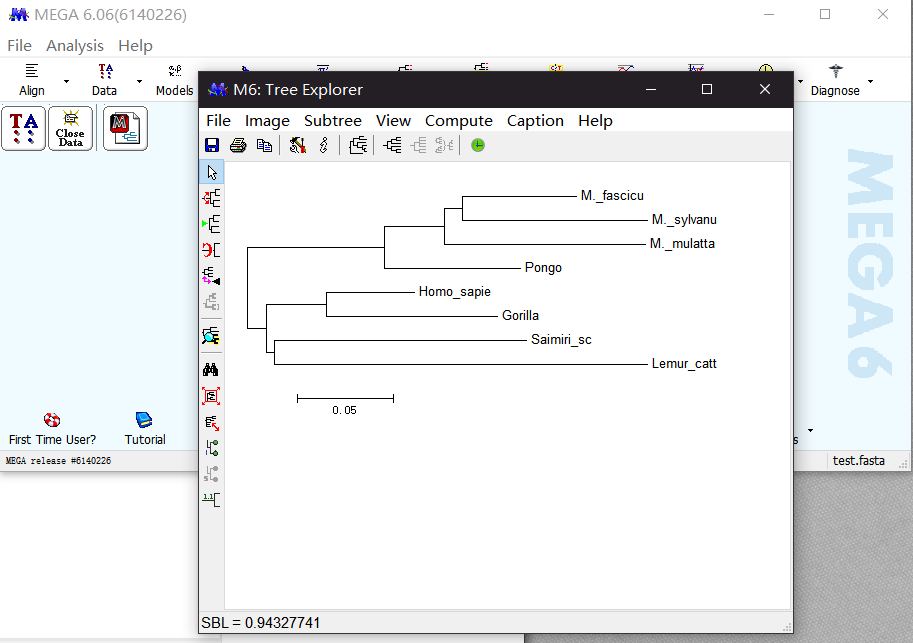 MEGA 6.06(6140226)
File Analysis Help
Align
Data
Models
Diagnose
TA
Close
Data
M
M6: Tree Explorer
File Image Subtree View Compute Caption Help
M._fascicu
M._sylvanu
M._mulatta
Pongo
Homo_sapie
Gorilla
Saimiri_sc
Lemur_catt
0.05
MEGA6
First Time User?
Tutorial
s
MEGA release #6140226
test.fasta
SBL = 0.94327741